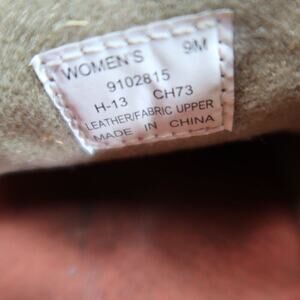 WOMEN'S 9M
9102815
H-13 CH73
LEATHER/FABRIC UPPER
MADE IN CHINA